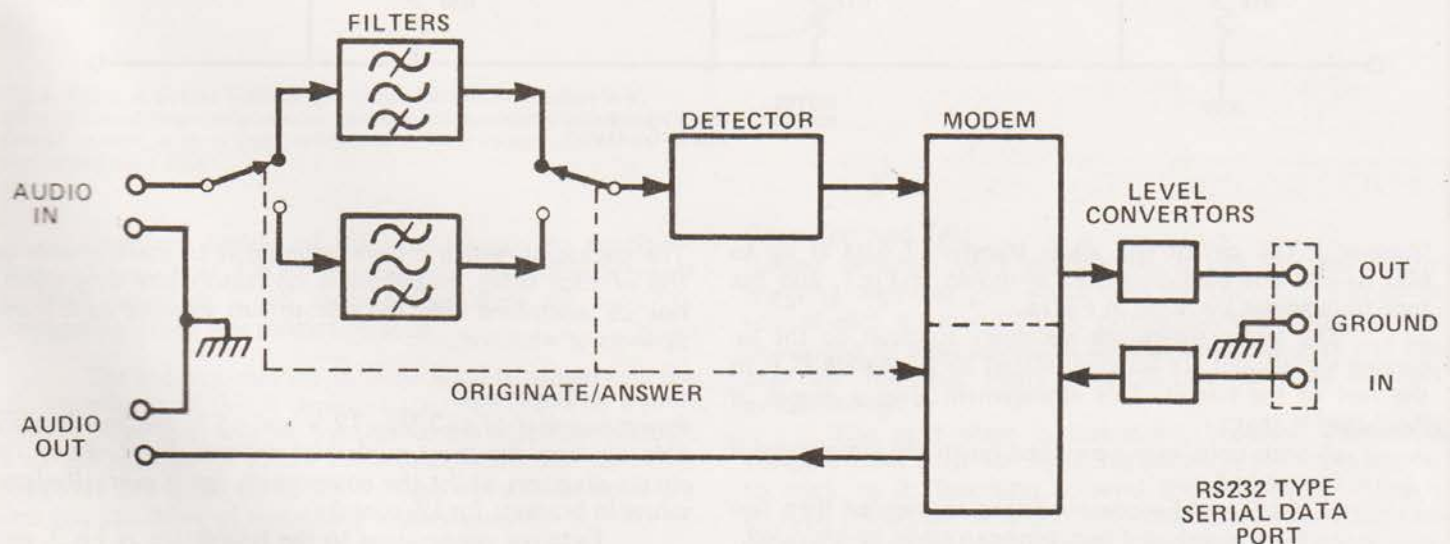 FILTERS
DETECTOR
MODEM
AUDIO
IN
LEVEL
CONVERTORS
OUT
GROUND
IN
ORIGINATE/ANSWER
AUDIO
OUT
RS232 TYPE
SERIAL DATA
PORT